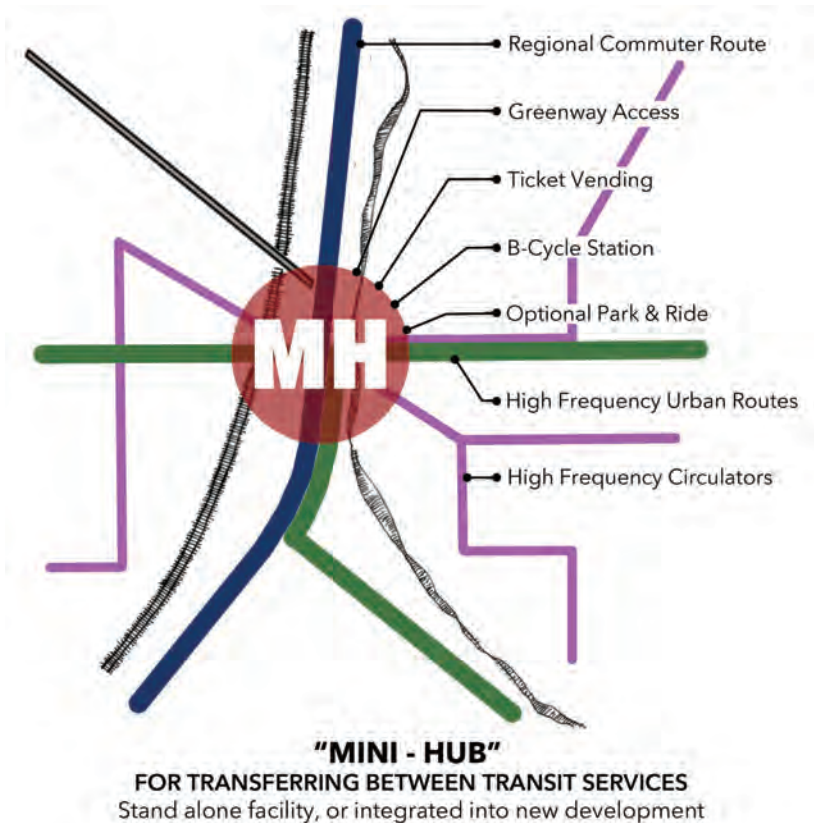 Regional Commuter Route
Greenway Access
Ticket Vending
B-Cycle Station
Optional Park & Ride
MH
High Frequency Urban Routes
High Frequency Circulators
"MINI - HUB"
FOR TRANSFERRING BETWEEN TRANSIT SERVICES
Stand alone facility, or integrated into new development